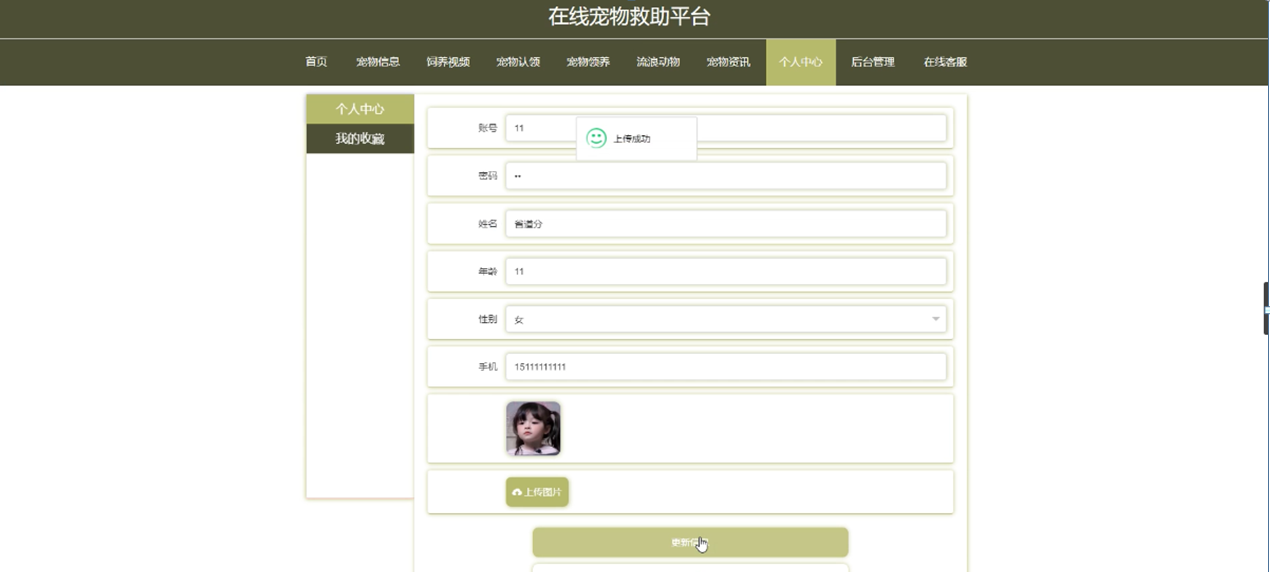 在线宠物救助平台
首页 宠物信息 饲养视频 宠物认领 宠物领养 流浪动物 宠物资讯 个人中心 后台管理 在线客服
个人中心
我的收藏
账号 11
上传成功
密码 ••
姓名
年龄 11
性别 女
手机 15111111111
上传图片
更新